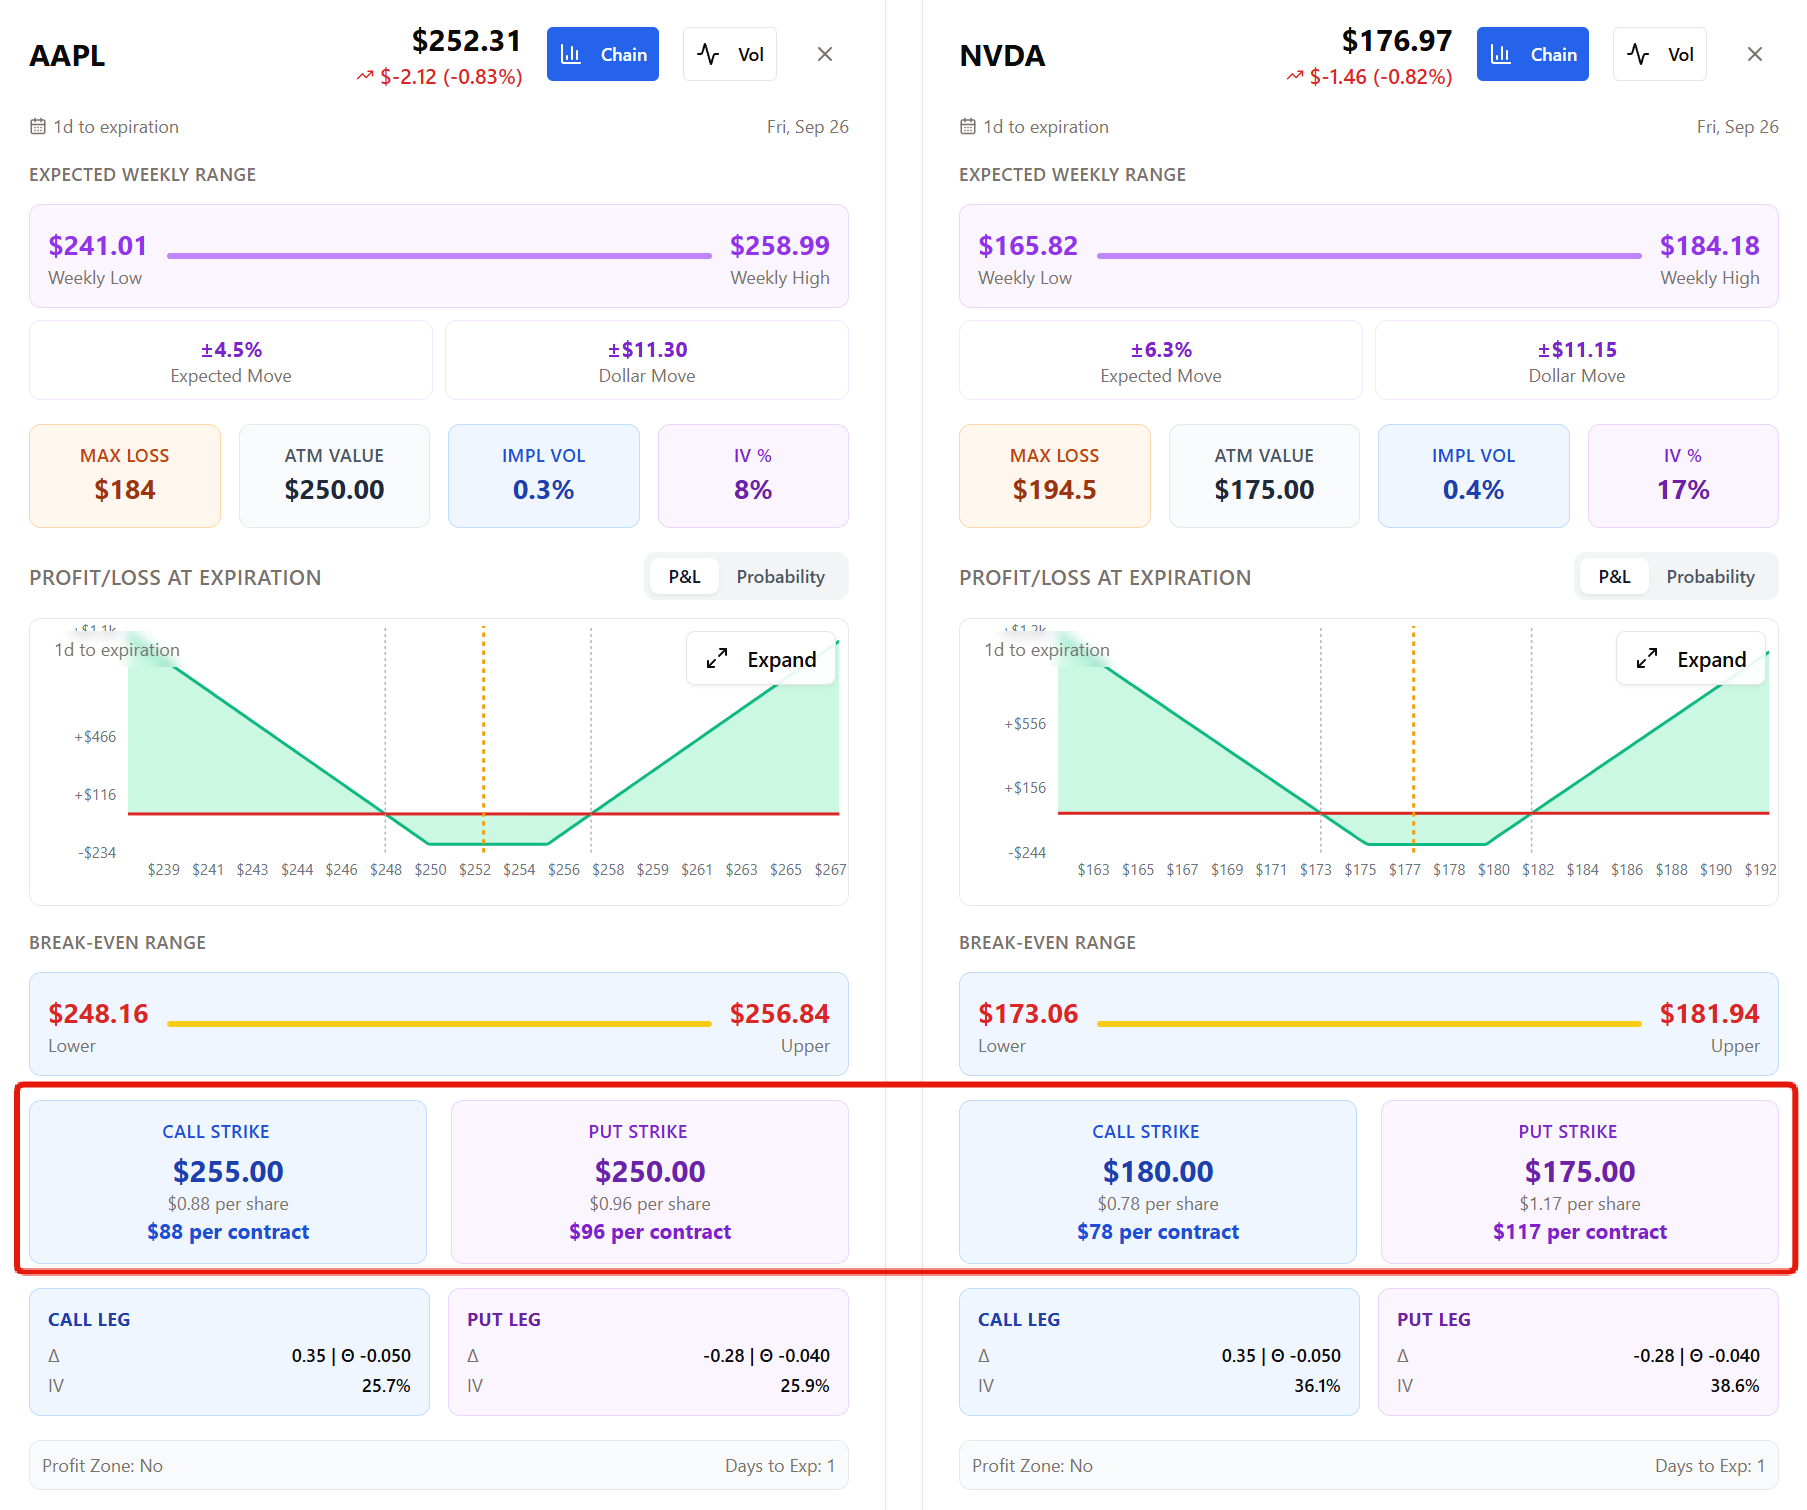 AAPL
$252.31
$-2.12 (-0.83%)
Chain
Vol
1d to expiration
Fri, Sep 26
EXPECTED WEEKLY RANGE
$241.01
Weekly Low
$258.99
Weekly High
±4.5%
Expected Move
±$11.30
Dollar Move
MAX LOSS
$184
ATM VALUE
$250.00
IMPL VOL
0.3%
IV %
8%
PROFIT/LOSS AT EXPIRATION
P&L
Probability
+$1.1k
1d to expiration
Expand
+$466
+$116
-$234
$239 $241 $243 $244 $246 $248 $250 $252 $254 $256 $258 $259 $261 $263 $265 $267
BREAK-EVEN RANGE
$248.16
Lower
$256.84
Upper
CALL STRIKE
$255.00
$0.88 per share
$88 per contract
PUT STRIKE
$250.00
$0.96 per share
$96 per contract
CALL LEG
Δ 0.35 | Θ -0.050
IV 25.7%
PUT LEG
Δ -0.28 | Θ -0.040
IV 25.9%
Profit Zone: No
Days to Exp: 1
NVDA
$176.97
$-1.46 (-0.82%)
Chain
Vol
1d to expiration
Fri, Sep 26
EXPECTED WEEKLY RANGE
$165.82
Weekly Low
$184.18
Weekly High
±6.3%
Expected Move
±$11.15
Dollar Move
MAX LOSS
$194.5
ATM VALUE
$175.00
IMPL VOL
0.4%
IV %
17%
PROFIT/LOSS AT EXPIRATION
P&L
Probability
+$1.2k
1d to expiration
Expand
+$556
+$156
-$244
$163 $165 $167 $169 $171 $173 $175 $177 $178 $180 $182 $184 $186 $188 $190 $192
BREAK-EVEN RANGE
$173.06
Lower
$181.94
Upper
CALL STRIKE
$180.00
$0.78 per share
$78 per contract
PUT STRIKE
$175.00
$1.17 per share
$117 per contract
CALL LEG
Δ 0.35 | Θ -0.050
IV 36.1%
PUT LEG
Δ -0.28 | Θ -0.040
IV 38.6%
Profit Zone: No
Days to Exp: 1